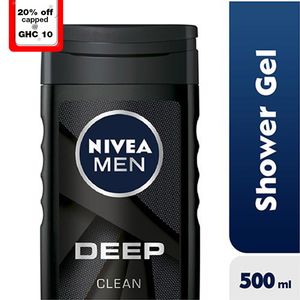 20% off
capped
@
GHC 10
NIVEA
MEN
DEEP
CLEAN
Shower Gel
500 ml